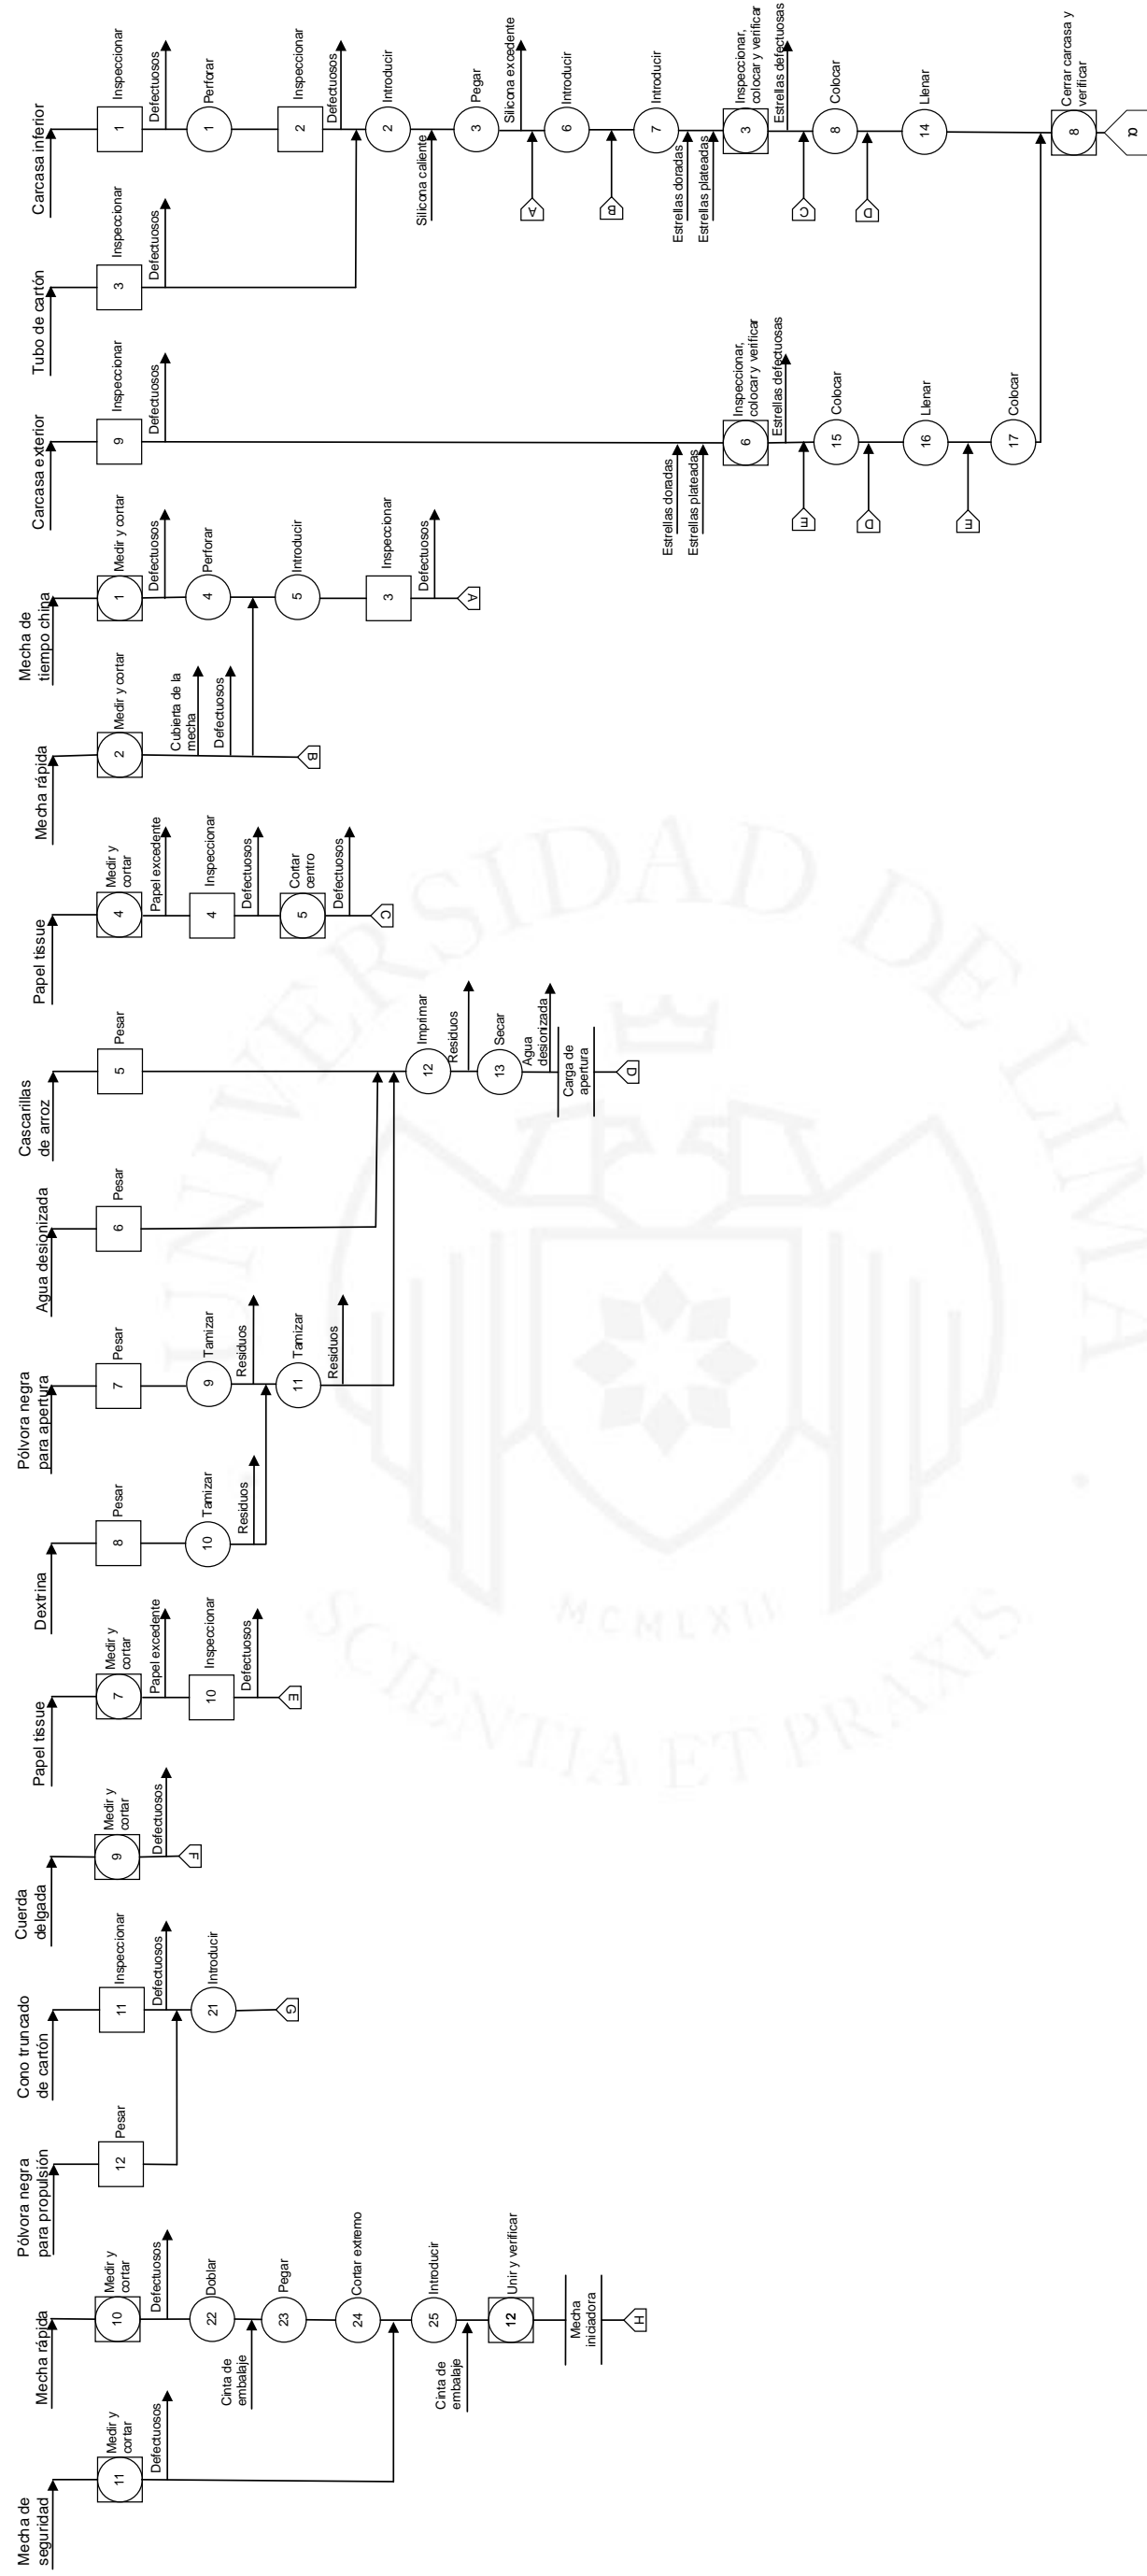 Mecha de
seguridad
11
Medir y
cortar
Defectuosos
Mecha rápida
10
Medir y
cortar
Defectuosos
22
Doblar
Cinta de
embalaje
23
Pegar
24
Cortar extremo
25
Introducir
Cinta de
embalaje
12
Unir y verificar
Mecha
iniciadora
H
Pólvora negra
para propulsión
12
Pesar
Cono truncado
de cartón
11
Inspeccionar
Defectuosos
21
Introducir
G
Cuerda
delgada
9
Medir y
cortar
Defectuosos
F
Papel tissue
7
Medir y
cortar
Papel excedente
10
Inspeccionar
Defectuosos
E
Dextrina
8
Pesar
10
Tamizar
Residuos
Pólvora negra
para apertura
7
Pesar
9
Tamizar
Residuos
11
Tamizar
Residuos
Agua desionizada
6
Pesar
Cascarillas
de arroz
5
Pesar
12
Imprimar
Residuos
13
Secar
Agua
desionizada
Carga de
apertura
D
Papel tissue
4
Medir y
cortar
Papel excedente
4
Inspeccionar
Defectuosos
5
Cortar
centro
Defectuosos
C
Mecha rápida
2
Medir y cortar
Cubierta de la
mecha
Defectuosos
B
Mecha de
tiempo china
1
Medir y cortar
Defectuosos
4
Perforar
5
Introducir
3
Inspeccionar
Defectuosos
A
Carcasa exterior
9
Inspeccionar
Defectuosos
Estrellas doradas
Estrellas plateadas
6
Inspeccionar,
colocar y verificar
Estrellas defectuosas
E
15
Colocar
D
16
Llenar
E
17
Colocar
Tubo de cartón
3
Inspeccionar
Defectuosos
Carcasa inferior
1
Inspeccionar
Defectuosos
1
Perforar
2
Inspeccionar
Defectuosos
2
Introducir
Silicona caliente
3
Pegar
Silicona excedente
A
6
Introducir
B
7
Introducir
Estrellas doradas
Estrellas plateadas
3
Inspeccionar,
colocar y verificar
Estrellas defectuosas
C
8
Colocar
D
14
Llenar
8
Cerrar carcasa y
verificar
α
UNIVERSIDAD DE LIMA
MCMLXII
SCIENTIA ET PRAXIS